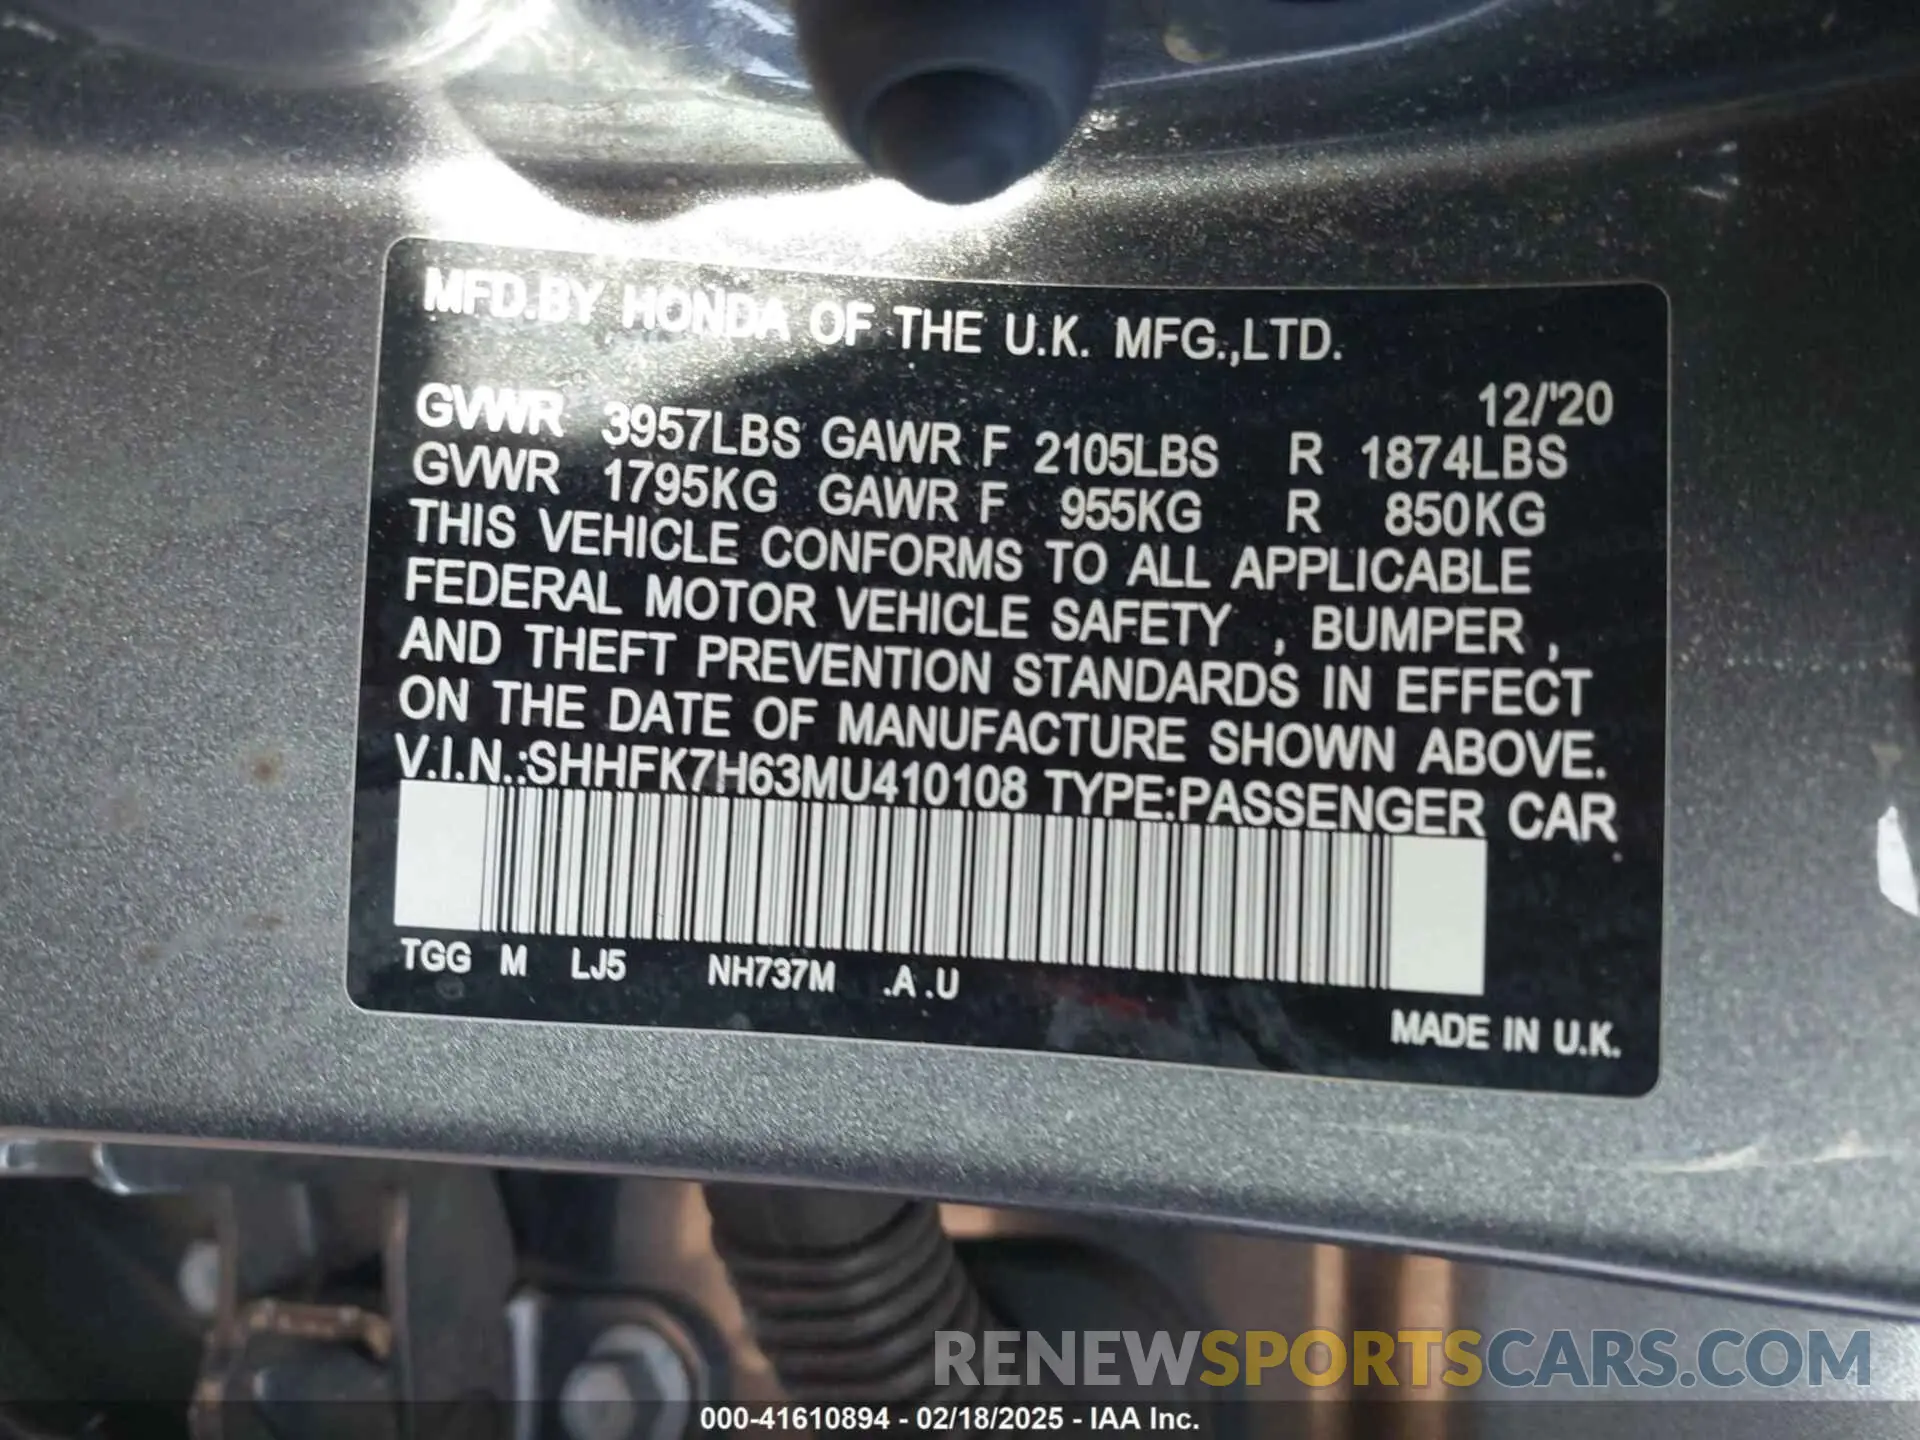 MFD.BY HONDA OF THE U.K. MFG.,LTD.
12/'20
GVWR 3957LBS GAWR F 2105LBS R 1874LBS
GVWR 1795KG GAWR F 955KG R 850KG
THIS VEHICLE CONFORMS TO ALL APPLICABLE
FEDERAL MOTOR VEHICLE SAFETY , BUMPER ,
AND THEFT PREVENTION STANDARDS IN EFFECT
ON THE DATE OF MANUFACTURE SHOWN ABOVE.
V.I.N.:SHHFK7H63MU410108 TYPE:PASSENGER CAR
TGG M LJ5 NH737M .A .U
MADE IN U.K.
RENEWSPORTSCARS.COM
000-41610894 - 02/18/2025 - IAA Inc.